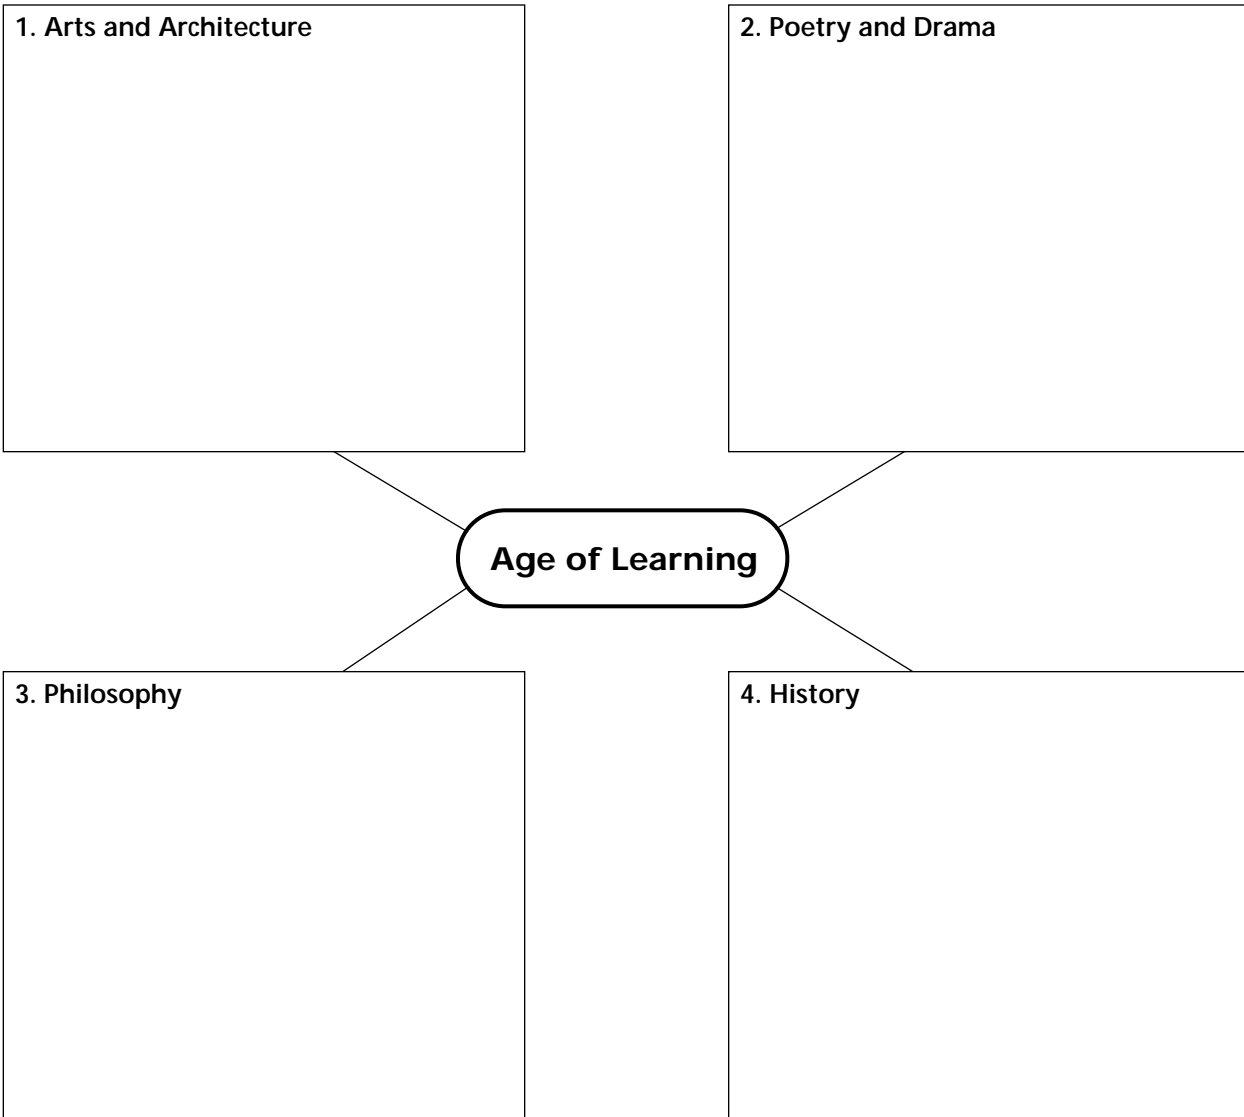 1. Arts and Architecture
2. Poetry and Drama
Age of Learning
3. Philosophy
4. History